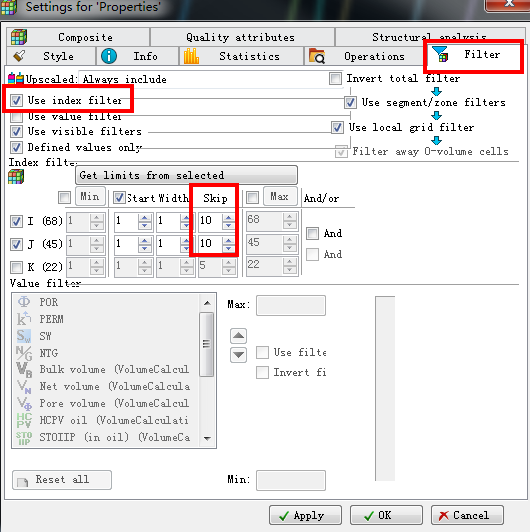 Settings for 'Properties'
Composite Quality attributes Structural analysis
Style Info Statistics Operations Filter
Upscaled: Always include Invert total filter
Use index filter Use segment/zone filters
Use value filter
Use visible filters Use local grid filter
Defined values only Filter away 0-volume cells
Index filter
Get limits from selected
Min Start Width Skip Max And/or
I (68) 1 1 1 10 68 And
J (45) 1 1 1 10 45
K (22) 1 1 1 5 22 And
Value filter
POR Max:
PERM
SW
NTG Use filte
Bulk volume (VolumeCalcul Invert fi
Net volume (VolumeCalcula
Pore volume (VolumeCalcul
HCPV oil (VolumeCalculati
STOIIP (in oil) (VolumeCa
Reset all Min:
Apply OK Cancel